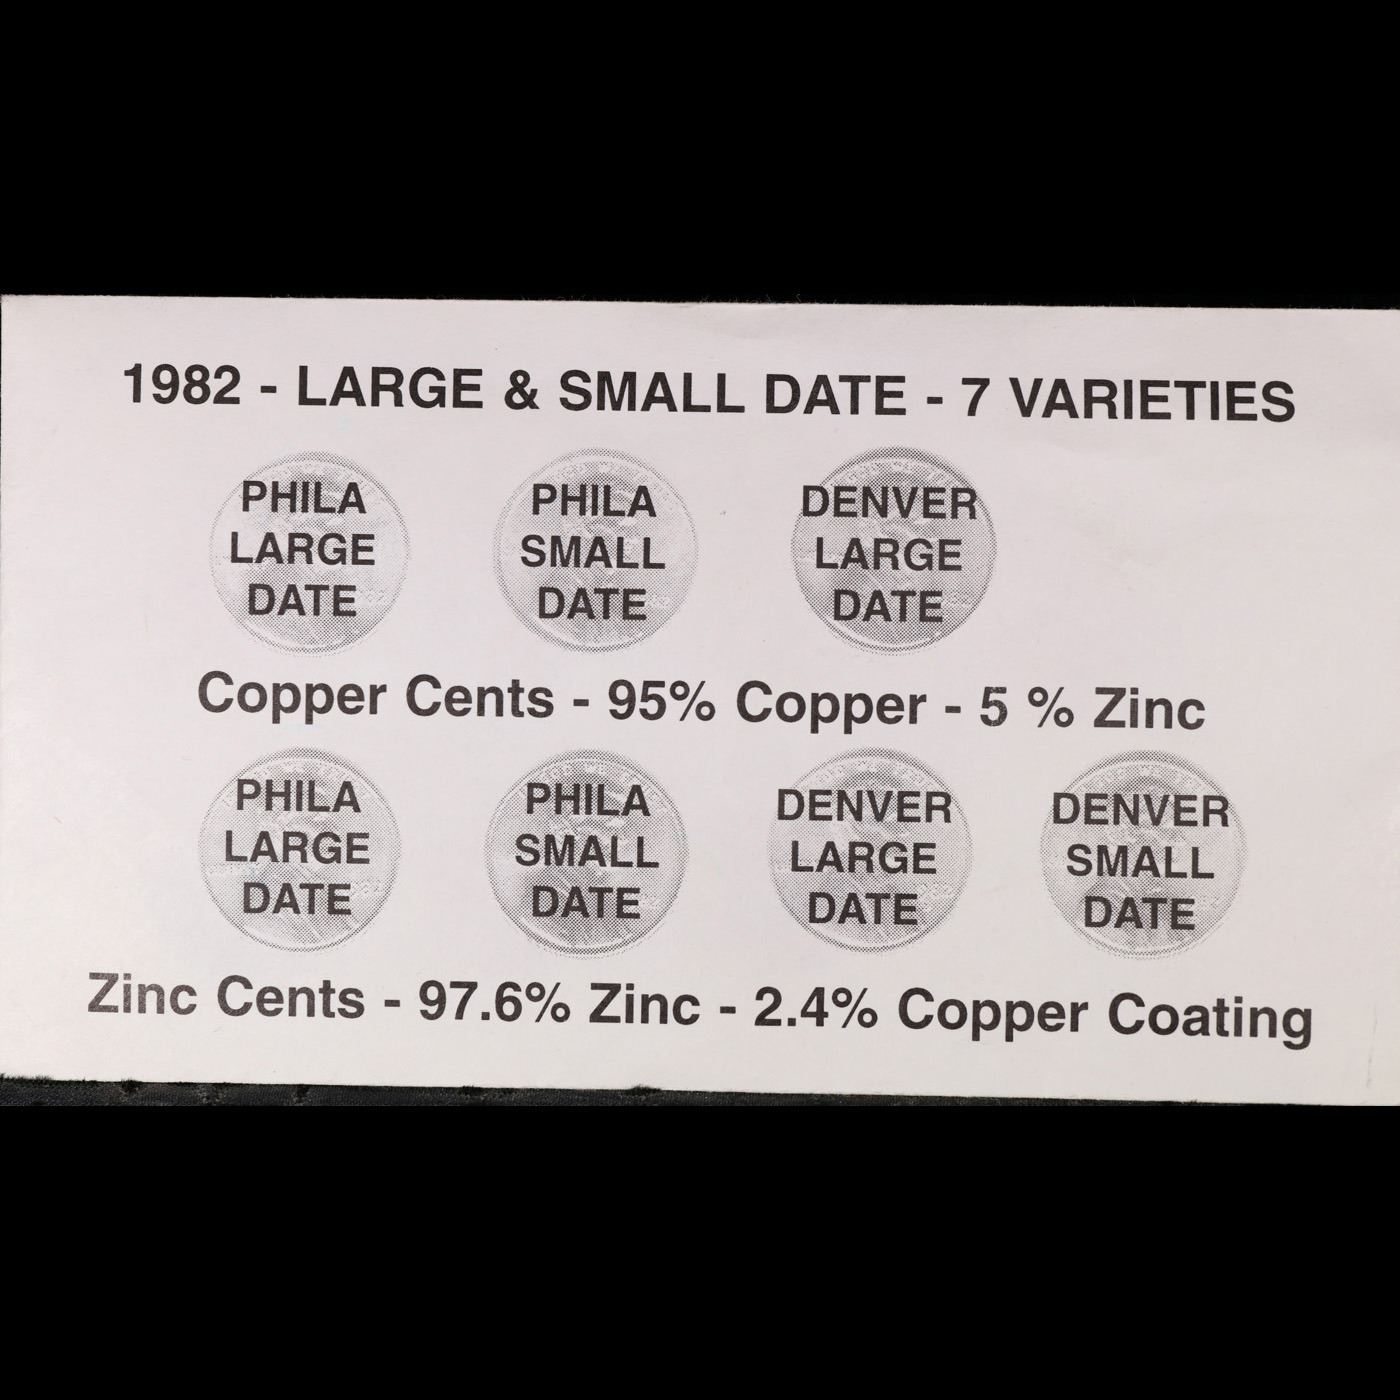 1982 - LARGE & SMALL DATE - 7 VARIETIES
PHILA
LARGE
DATE
PHILA
SMALL
DATE
DENVER
LARGE
DATE
Copper Cents - 95% Copper - 5 % Zinc
PHILA
LARGE
DATE
PHILA
SMALL
DATE
DENVER
LARGE
DATE
DENVER
SMALL
DATE
Zinc Cents - 97.6% Zinc - 2.4% Copper Coating